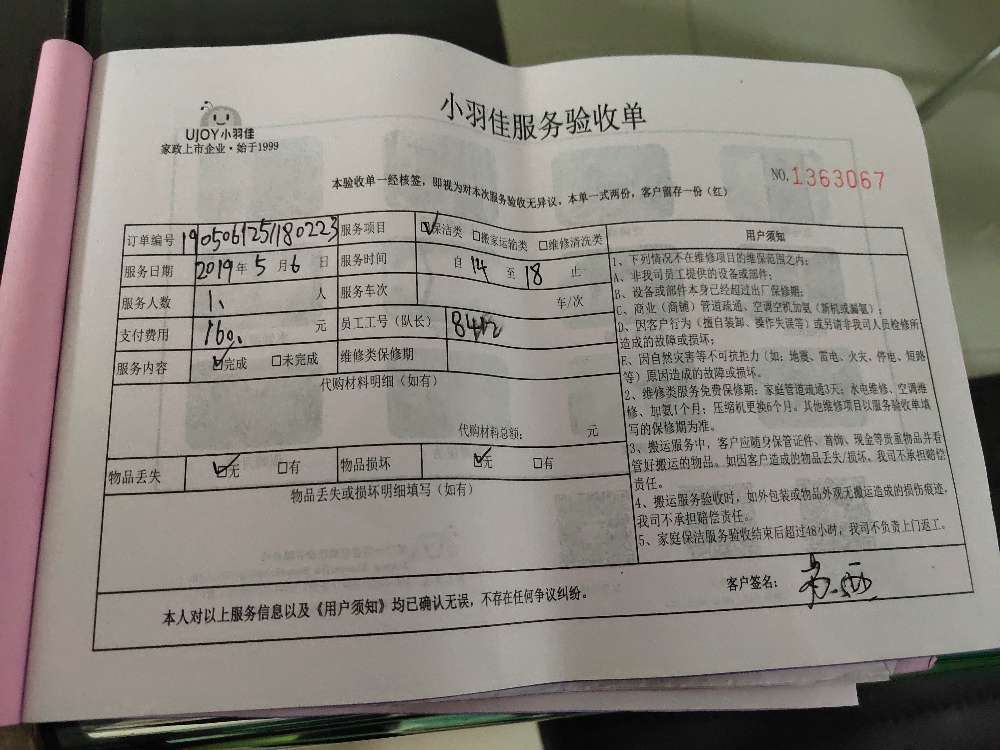 UJOY小羽佳
家政上市企业·始于1999
小羽佳服务验收单
本验收单一经核签，即视为对本次服务验收无异议，本单一式两份，客户留存一份（红）
NO.1363067
订单编号 1905061251180223 服务项目 ☑保洁类 □搬家运输类 □维修清洗类
服务日期 2019年5月6日 服务时间 自14至18止
服务人数 1、人 服务车次 车/次
支付费用 160、元 员工工号（队长）
服务内容 ☑完成 □未完成 维修类保修期
代购材料明细（如有）
代购材料总额： 元
物品丢失 ☑无 □有 物品损坏 ☑无 □有
物品丢失或损坏明细填写（如有）
用户须知
1、下列情况不在维修项目的维保范围之内：
A、非我司员工提供的设备或部件；
B、设备或部件本身已经超过出厂保修期；
C、商业（商铺）管道疏通、空调空机加氨（新机或漏氨）；
D、因客户行为（擅自装卸、操作失误等）或另请非我司人员检修所
造成的故障或损坏；
E、因自然灾害等不可抗拒力（如：地震、雷电、火灾、停电、短路
等）原因造成的故障或损坏。
2、维修类服务免费保修期：家庭管道疏通3天；水电维修、空调维
修、加氨1个月；压缩机更换6个月。其他维修项目以服务验收单填
写的保修期为准。
3、搬运服务中，客户应随身保管证件、首饰、现金等贵重物品并看
管好搬运的物品。如因客户造成的物品丢失/损坏，我司不承担赔偿
责任。
4、搬运服务验收时，如外包装或物品外观无搬运造成的损伤痕迹，
我司不承担赔偿责任。
5、家庭保洁服务验收结束后超过48小时，我司不负责上门返工。
本人对以上服务信息以及《用户须知》均已确认无误，不存在任何争议纠纷。
客户签名：